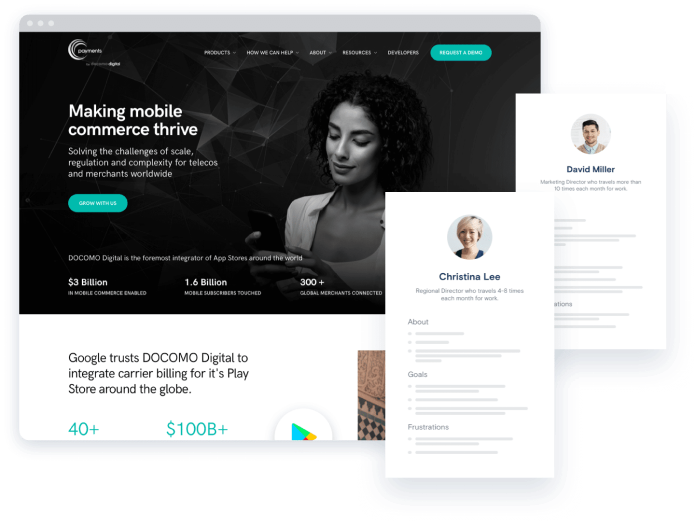 payments
by docomodigital
PRODUCTS
HOW WE CAN HELP
ABOUT
RESOURCES
DEVELOPERS
REQUEST A DEMO
Making mobile
commerce thrive
Solving the challenges of scale,
regulation and complexity for telecos
and merchants worldwide
GROW WITH US
DOCOMO Digital is the foremost integrator of App Stores around the world
$3 Billion
IN MOBILE COMMERCE ENABLED
1.6 Billion
MOBILE SUBSCRIBERS TOUCHED
300 +
GLOBAL MERCHANTS CONNECTED
Google trusts DOCOMO Digital to
integrate carrier billing for it's Play
Store around the globe.
40+
$100B+
David Miller
Marketing Director who travels more than
10 times each month for work.
ations
Christina Lee
Regional Director who travels 4-6 times
each month for work.
About
Goals
Frustrations